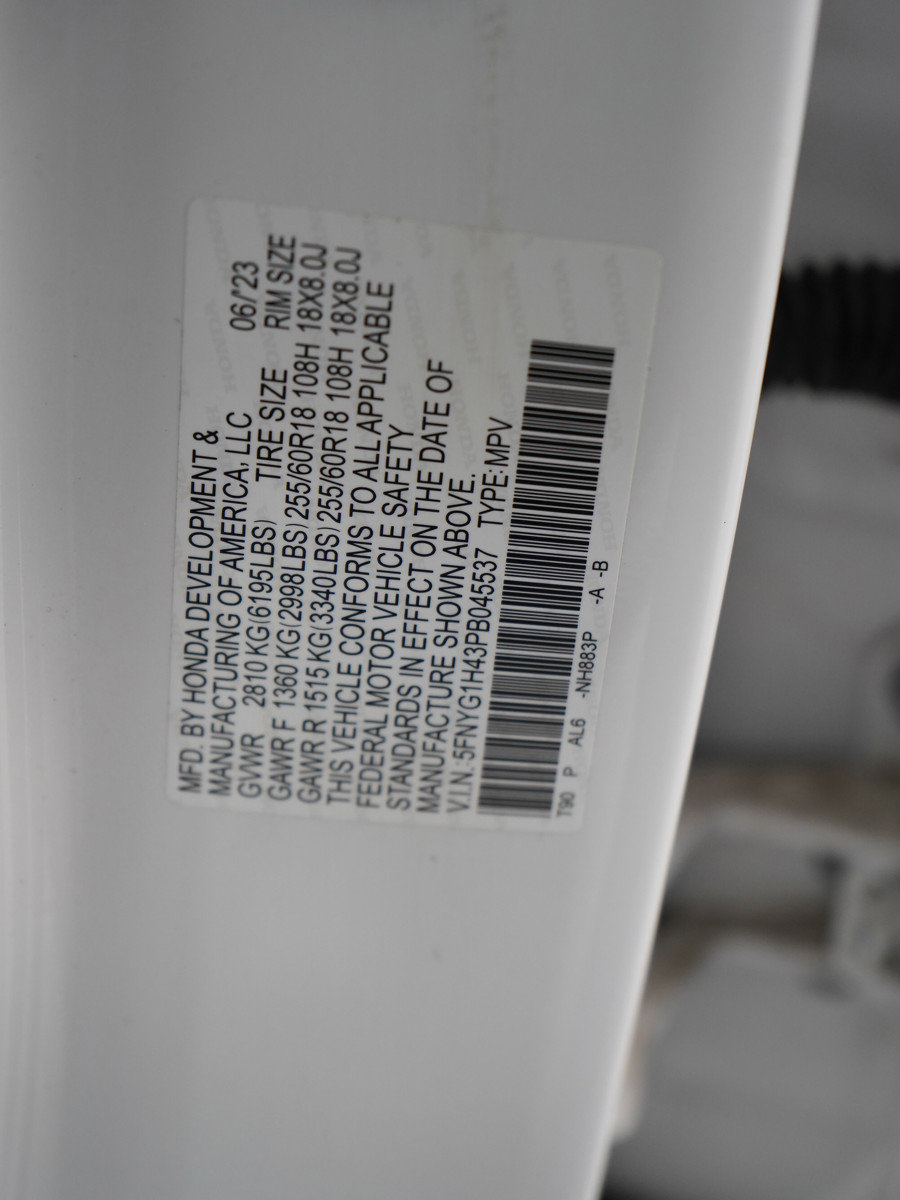 MFD. BY HONDA DEVELOPMENT &
MANUFACTURING OF AMERICA, LLC 06/'23
GVWR 2810 KG(6195LBS) TIRE SIZE RIM SIZE
GAWR F 1360 KG(2998LBS) 255/60R18 108H 18X8.0J
GAWR R 1515 KG(3340LBS) 255/60R18 108H 18X8.0J
THIS VEHICLE CONFORMS TO ALL APPLICABLE
FEDERAL MOTOR VEHICLE SAFETY
STANDARDS IN EFFECT ON THE DATE OF
MANUFACTURE SHOWN ABOVE.
V.I.N.: 5FNYG1H43PB045537 TYPE: MPV
T90 P AL6 -NH883P -A -B